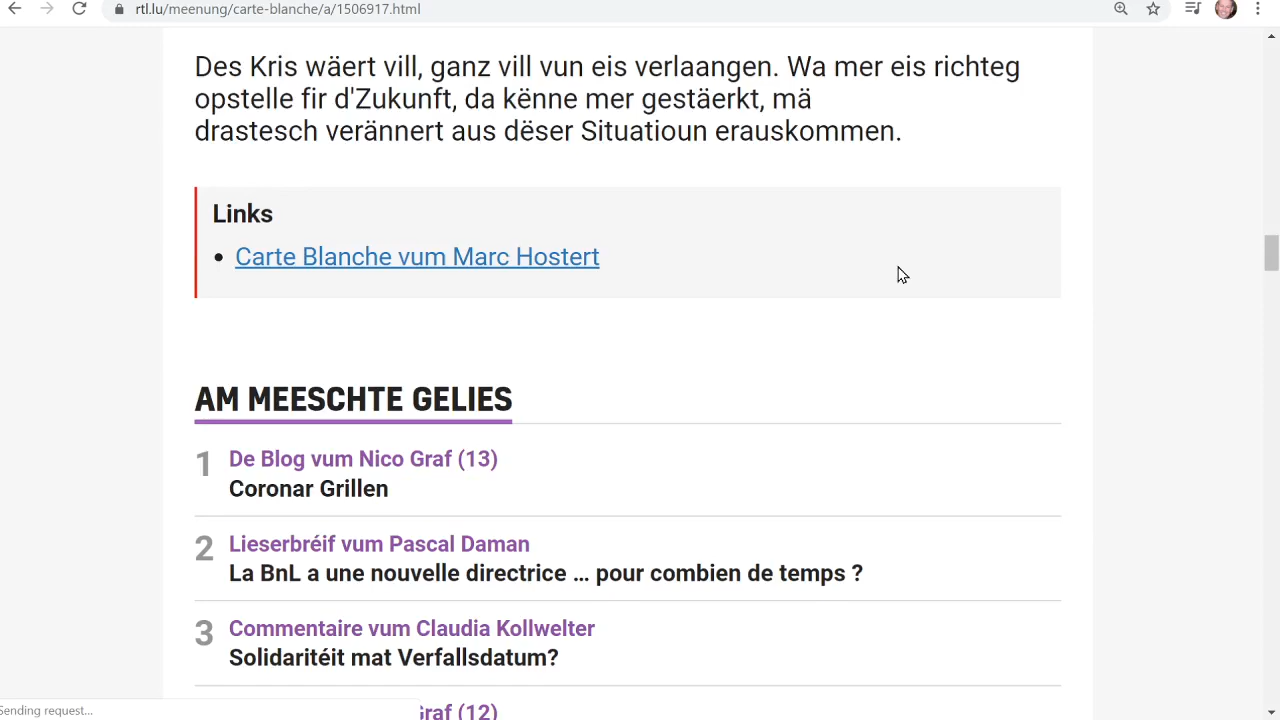 rtl.lu/meenung/carte-blanche/a/1506917.html
Des Kris wäert vill, ganz vill vun eis verlaangen. Wa mer eis richteg
opstelle fir d'Zukunft, da kënne mer gestäerkt, mä
drastesch verännert aus dëser Situatioun erauskommen.
Links
• Carte Blanche vum Marc Hostert
AM MEESCHTE GELIES
1 De Blog vum Nico Graf (13)
Coronar Grillen
2 Lieserbréif vum Pascal Daman
La BnL a une nouvelle directrice ... pour combien de temps ?
3 Commentaire vum Claudia Kollwelter
Solidaritéit mat Verfallsdatum?
Graf (12)
Sending request...